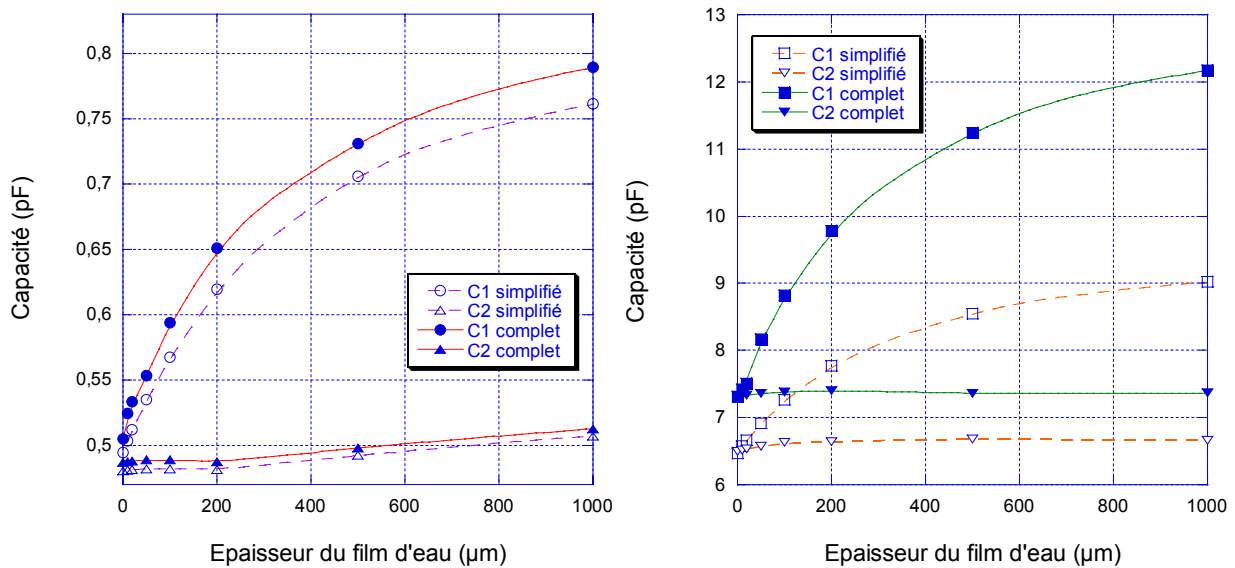 0,8
0,75
0,7
0,65
0,6
0,55
0,5
Capacité (pF)
C1 simplifié
C2 simplifié
C1 complet
C2 complet
0 200 400 600 800 1000
Epaisseur du film d'eau (µm)
13
12
11
10
9
8
7
6
Capacité (pF)
C1 simplifié
C2 simplifié
C1 complet
C2 complet
0 200 400 600 800 1000
Epaisseur du film d'eau (µm)